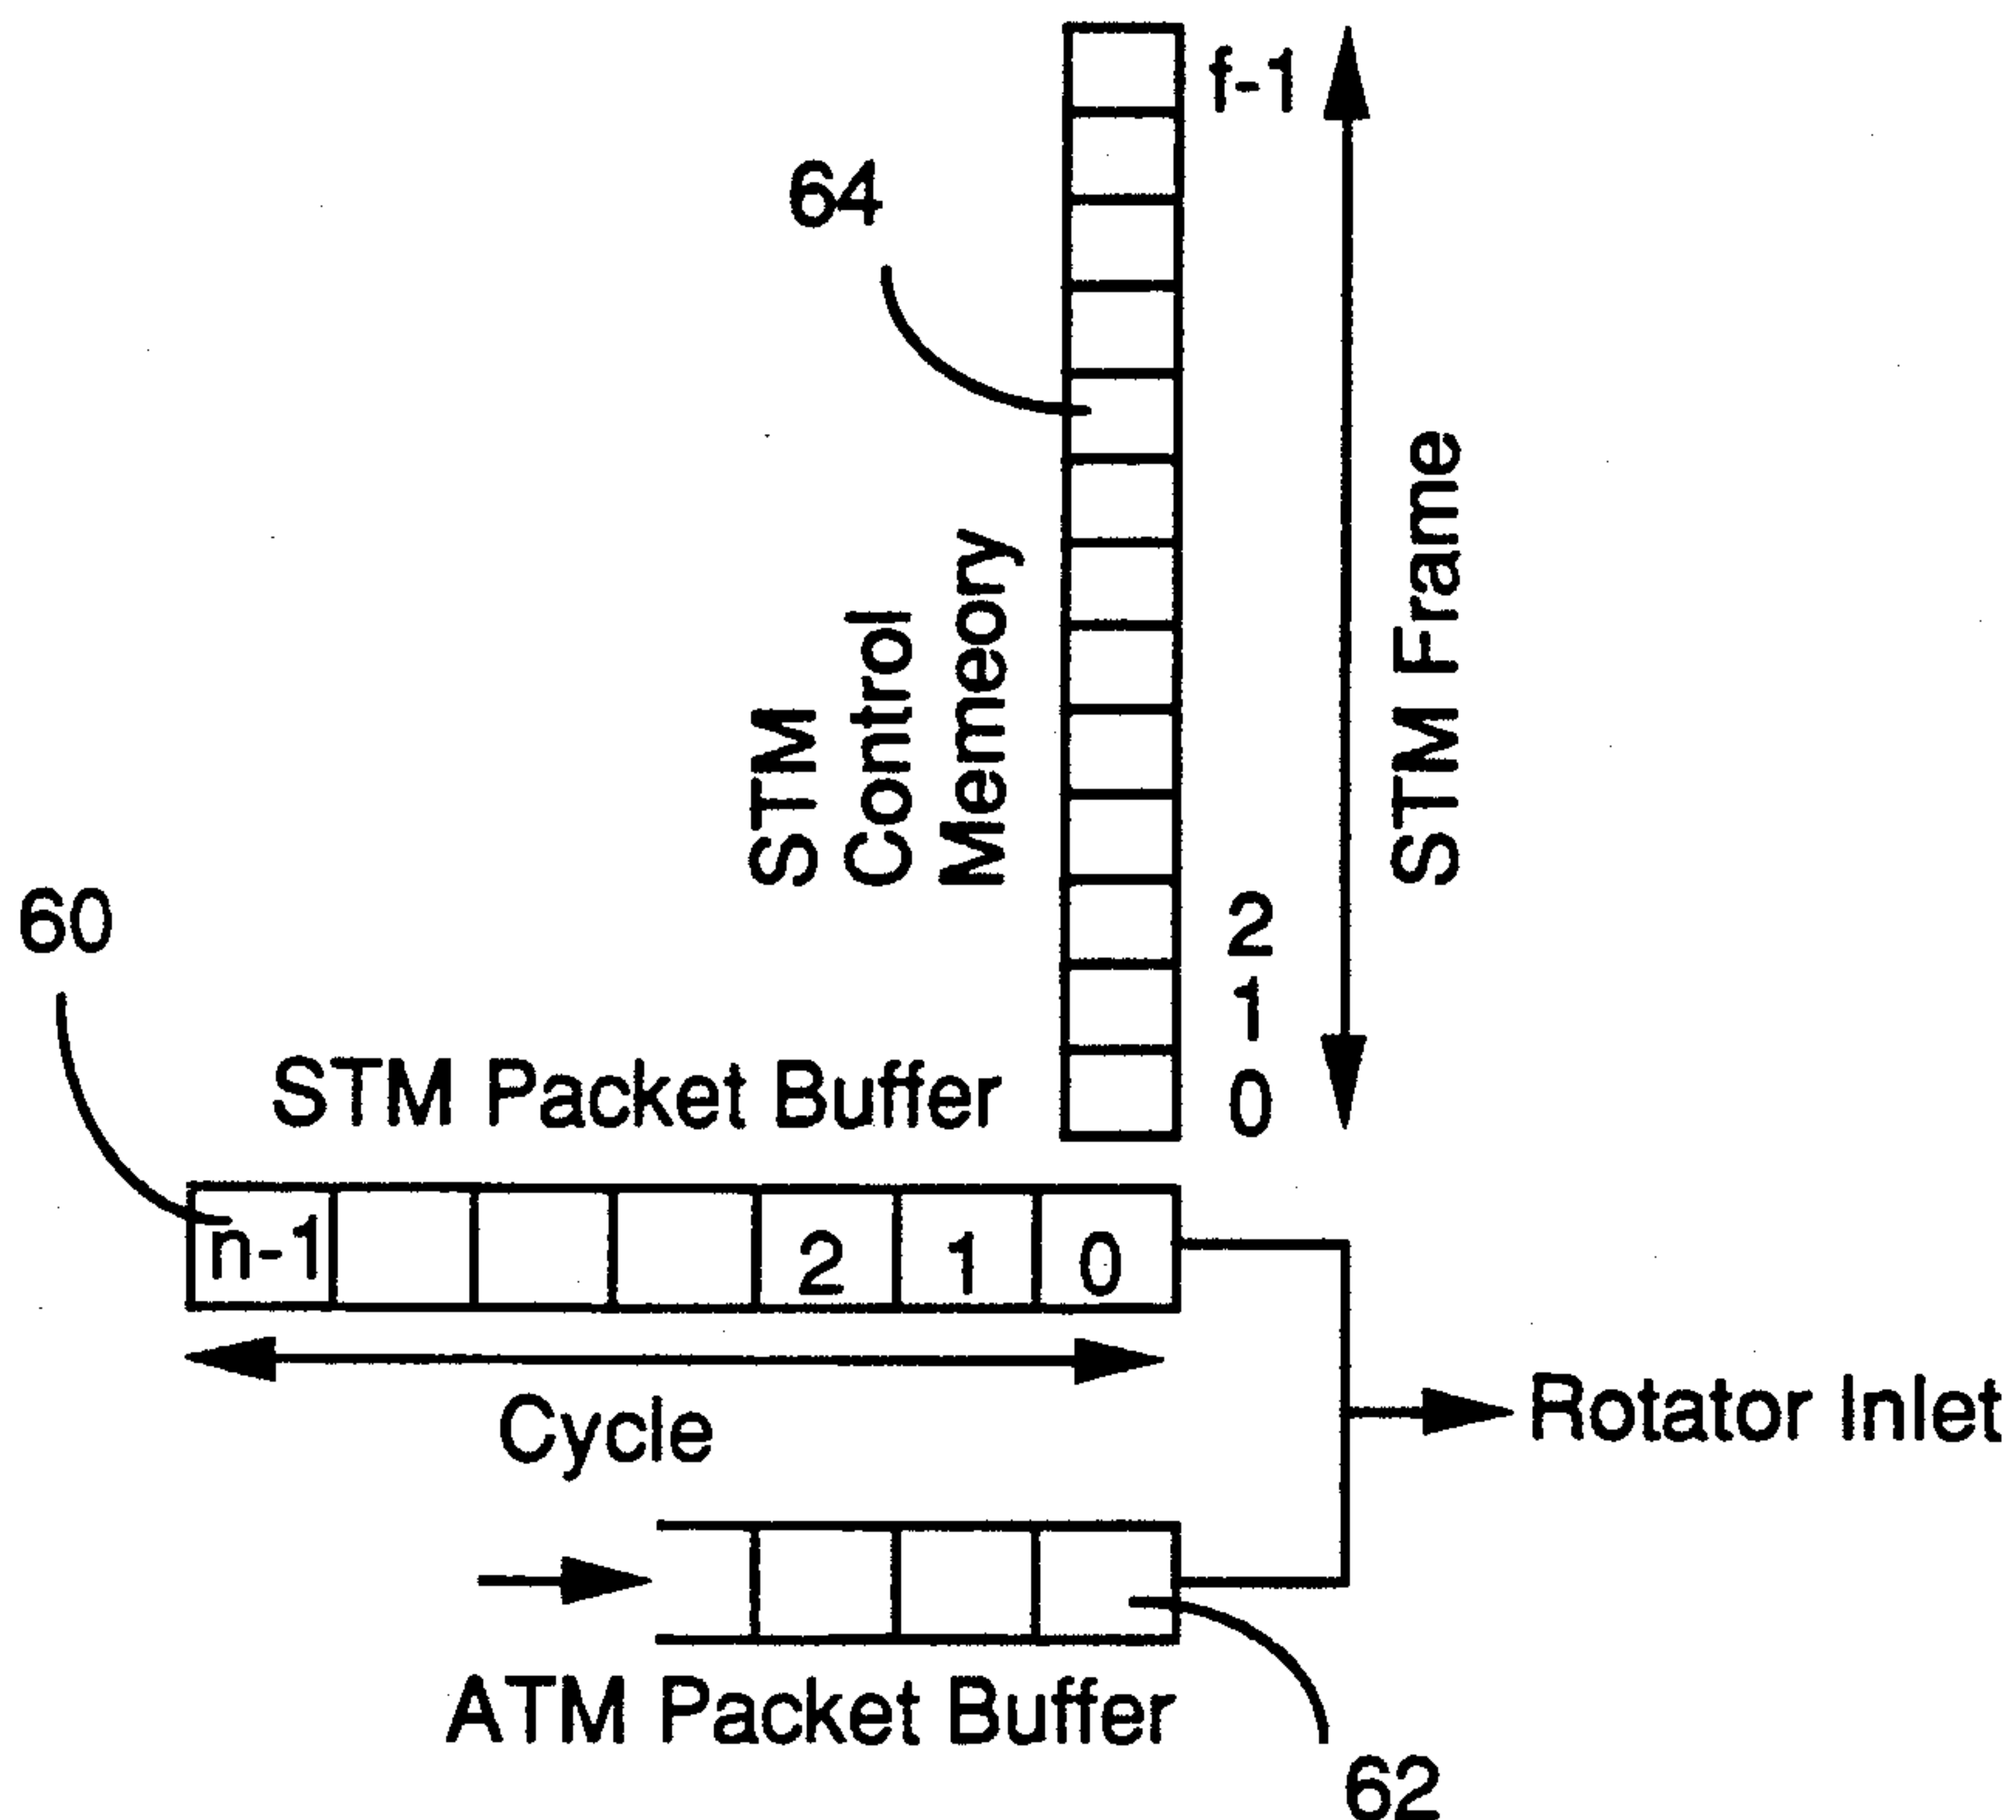 f-1
64
STM
Control
Memeory
STM Frame
2
1
0
60
STM Packet Buffer
n-1 2 1 0
Cycle
Rotator Inlet
ATM Packet Buffer
62